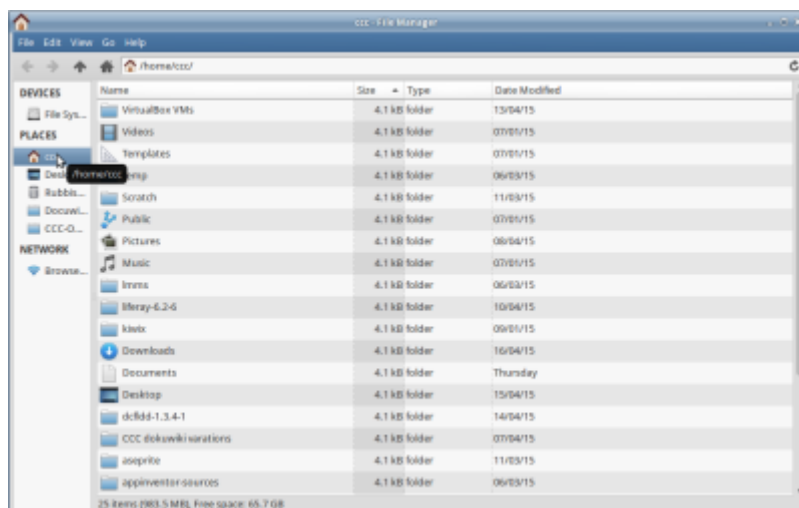 ccc - File Manager
File Edit View Go Help
/home/ccc/
DEVICES
File Sys...
PLACES
/home/ccc
Rubbis...
Docuwi...
CCC-O...
NETWORK
Browse...
Name Size Type Date Modified
VirtualBox VMs 4.1 kB folder 13/04/15
Videos 4.1 kB folder 07/01/15
Templates 4.1 kB folder 07/01/15
4.1 kB folder 06/03/15
Scratch 4.1 kB folder 11/03/15
Public 4.1 kB folder 07/01/15
Pictures 4.1 kB folder 08/04/15
Music 4.1 kB folder 07/01/15
lmms 4.1 kB folder 06/03/15
liferay-6.2-6 4.1 kB folder 10/04/15
kiwix 4.1 kB folder 09/01/15
Downloads 4.1 kB folder 16/04/15
Documents 4.1 kB folder Thursday
Desktop 4.1 kB folder 15/04/15
dcfldd-1.3.4-1 4.1 kB folder 14/04/15
CCC dokuwiki varations 4.1 kB folder 07/04/15
aseprite 4.1 kB folder 11/03/15
appinventor-sources 4.1 kB folder 06/03/15
25 items (983.5 MB), Free space: 65.7 GB